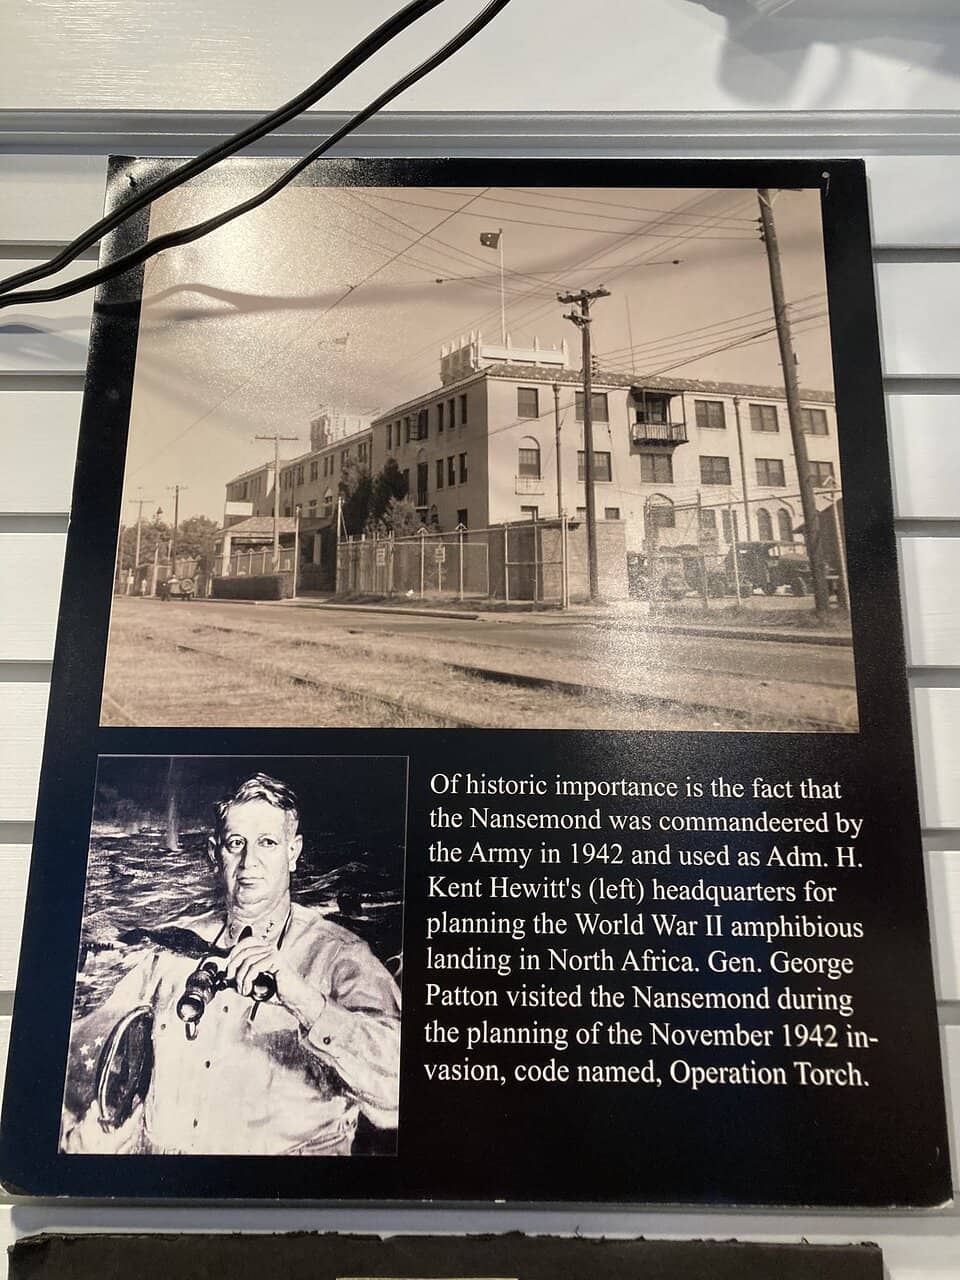 Of historic importance is the fact that
the Nansemond was commandeered by
the Army in 1942 and used as Adm. H.
Kent Hewitt's (left) headquarters for
planning the World War II amphibious
landing in North Africa. Gen. George
Patton visited the Nansemond during
the planning of the November 1942 in-
vasion, code named, Operation Torch.